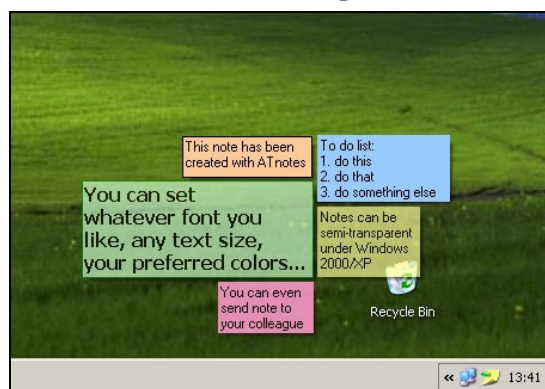 This note has been
created with ATnotes
To do list:
1. do this
2. do that
3. do something else
You can set
whatever font you
like, any text size,
your preferred colors...
Notes can be
semi-transparent
under Windows
2000/XP
You can even
send note to
your colleague
Recycle Bin
« 13:41